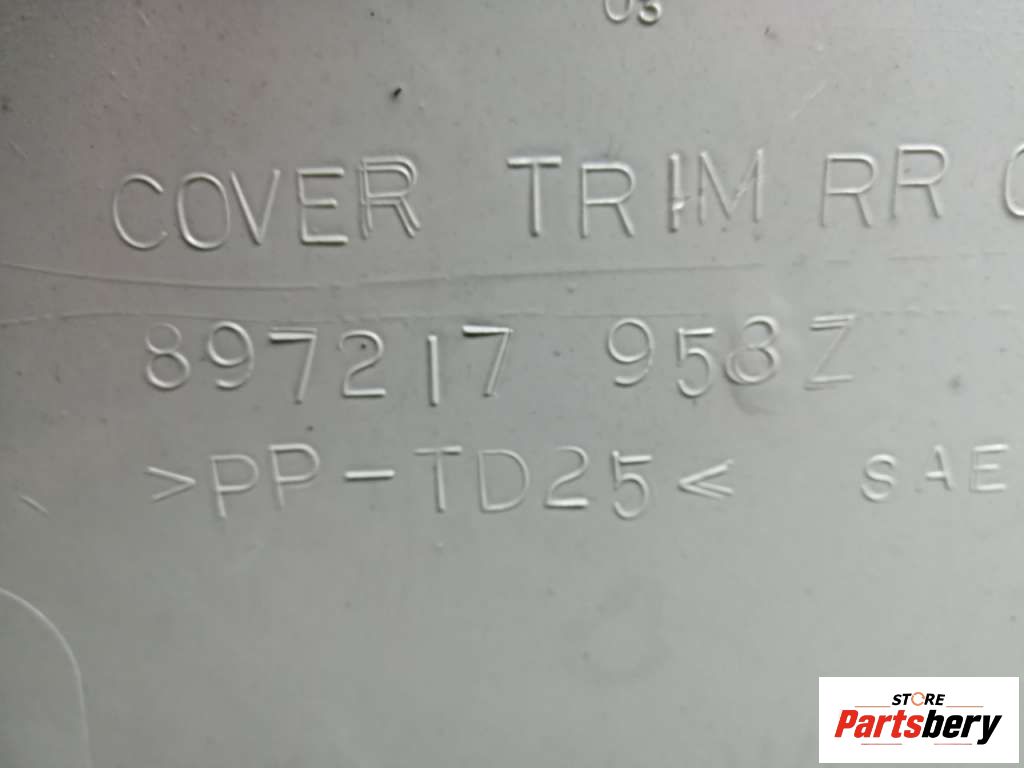 03
COVER TRIM RR
897217 958Z
>PP-TD25< SAE
STORE
Partsbery